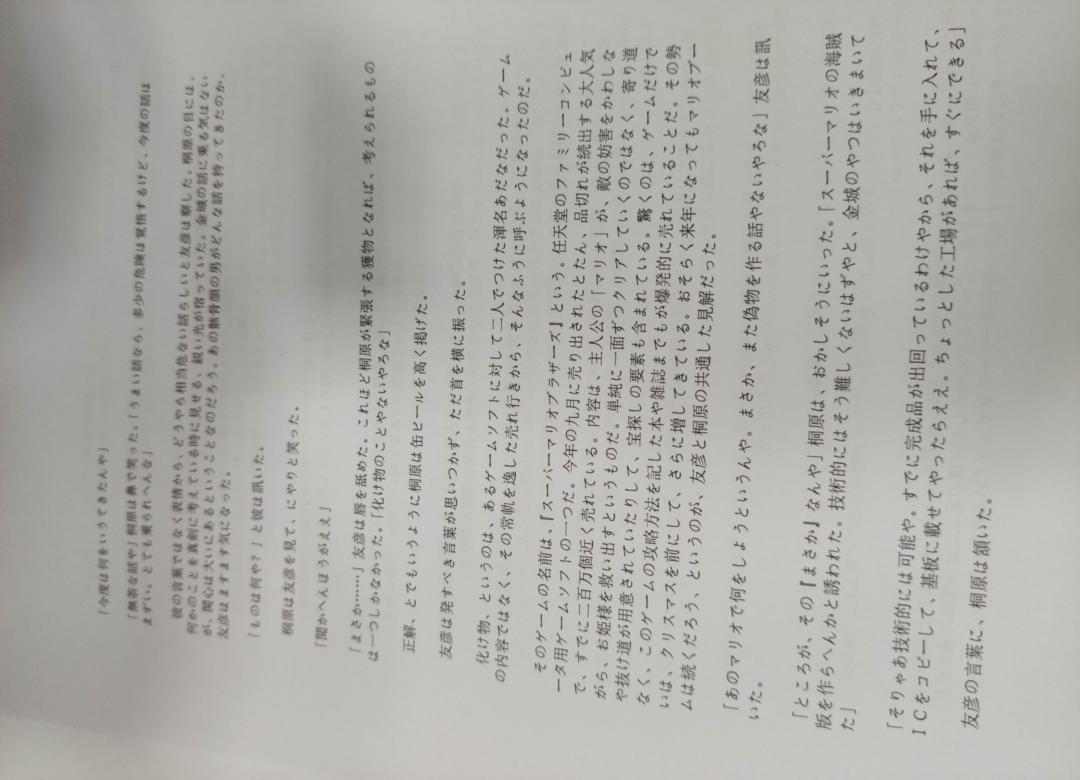 「今度は何をいうてきたんや」
「無茶な話や」桐原は鼻で笑った。「うまい話なら、多少の危険は覚悟するけど、今度の話は
まずい。とても乗られへんな」
彼の言葉ではなく表情から、どうやら相当危ない話らしいと友彦は察した。桐原の目には、
何かのことを真剣に考えている時に見せる、鋭い光が宿っていた。金城の話に乗る気はない
が、関心は大いにあるということなのだろう。あの骸骨顔の男がどんな話を持ってきたのか、
友彦はますます気になった。
「ものは何や?」と彼は訊いた。
桐原は友彦を見て、にやりと笑った。
「聞かへんほうがええ」
「まさか……」友彦は唇を舐めた。これほど桐原が緊張する獲物となれば、考えられるもの
は一つしかなかった。「化け物のことやないやろな」
正解、とでもいうように桐原は缶ビールを高く掲げた。
友彦は発すべき言葉が思いつかず、ただ首を横に振った。
化け物、というのは、あるゲームソフトに対して二人でつけた渾名あだなだった。ゲーム
の内容ではなく、その常軌を逸した売れ行きから、そんなふうに呼ぶようになったのだ。
そのゲームの名前は『スーパーマリオブラザーズ』という。任天堂のファミリーコンピュ
ータ用ゲームソフトの一つだ。今年の九月に売り出されたとたん、品切れが続出する大人気
で、すでに二百万個近く売れている。内容は、主人公の「マリオ」が、敵の妨害をかわしな
がら、お姫様を救い出すというものだ。単純に一面ずつクリアしていくのではなく、寄り道
や抜け道が用意されていたりして、宝探しの要素も含まれている。驚くのは、ゲームだけで
なく、このゲームの攻略方法を記した本や雑誌までもが爆発的に売れていることだ。その勢
いは、クリスマスを前にして、さらに増してきている。おそらく来年になってもマリオブー
ムは続くだろう、というのが、友彦と桐原の共通した見解だった。
「あのマリオで何をしようというんや。まさか、また偽物を作る話やないやろな」友彦は訊
いた。
「ところが、その『まさか』なんや」桐原は、おかしそうにいった。「スーパーマリオの海賊
版を作らへんかと誘われた。技術的にはそう難しくないはずやと、金城のやつはいきまいて
た」
「そりゃあ技術的には可能や。すでに完成品が出回っているわけやから、それを手に入れて、
ＩＣをコピーして、基板に載せてやったらええ。ちょっとした工場があれば、すぐにできる」
友彦の言葉に、桐原は頷いた。